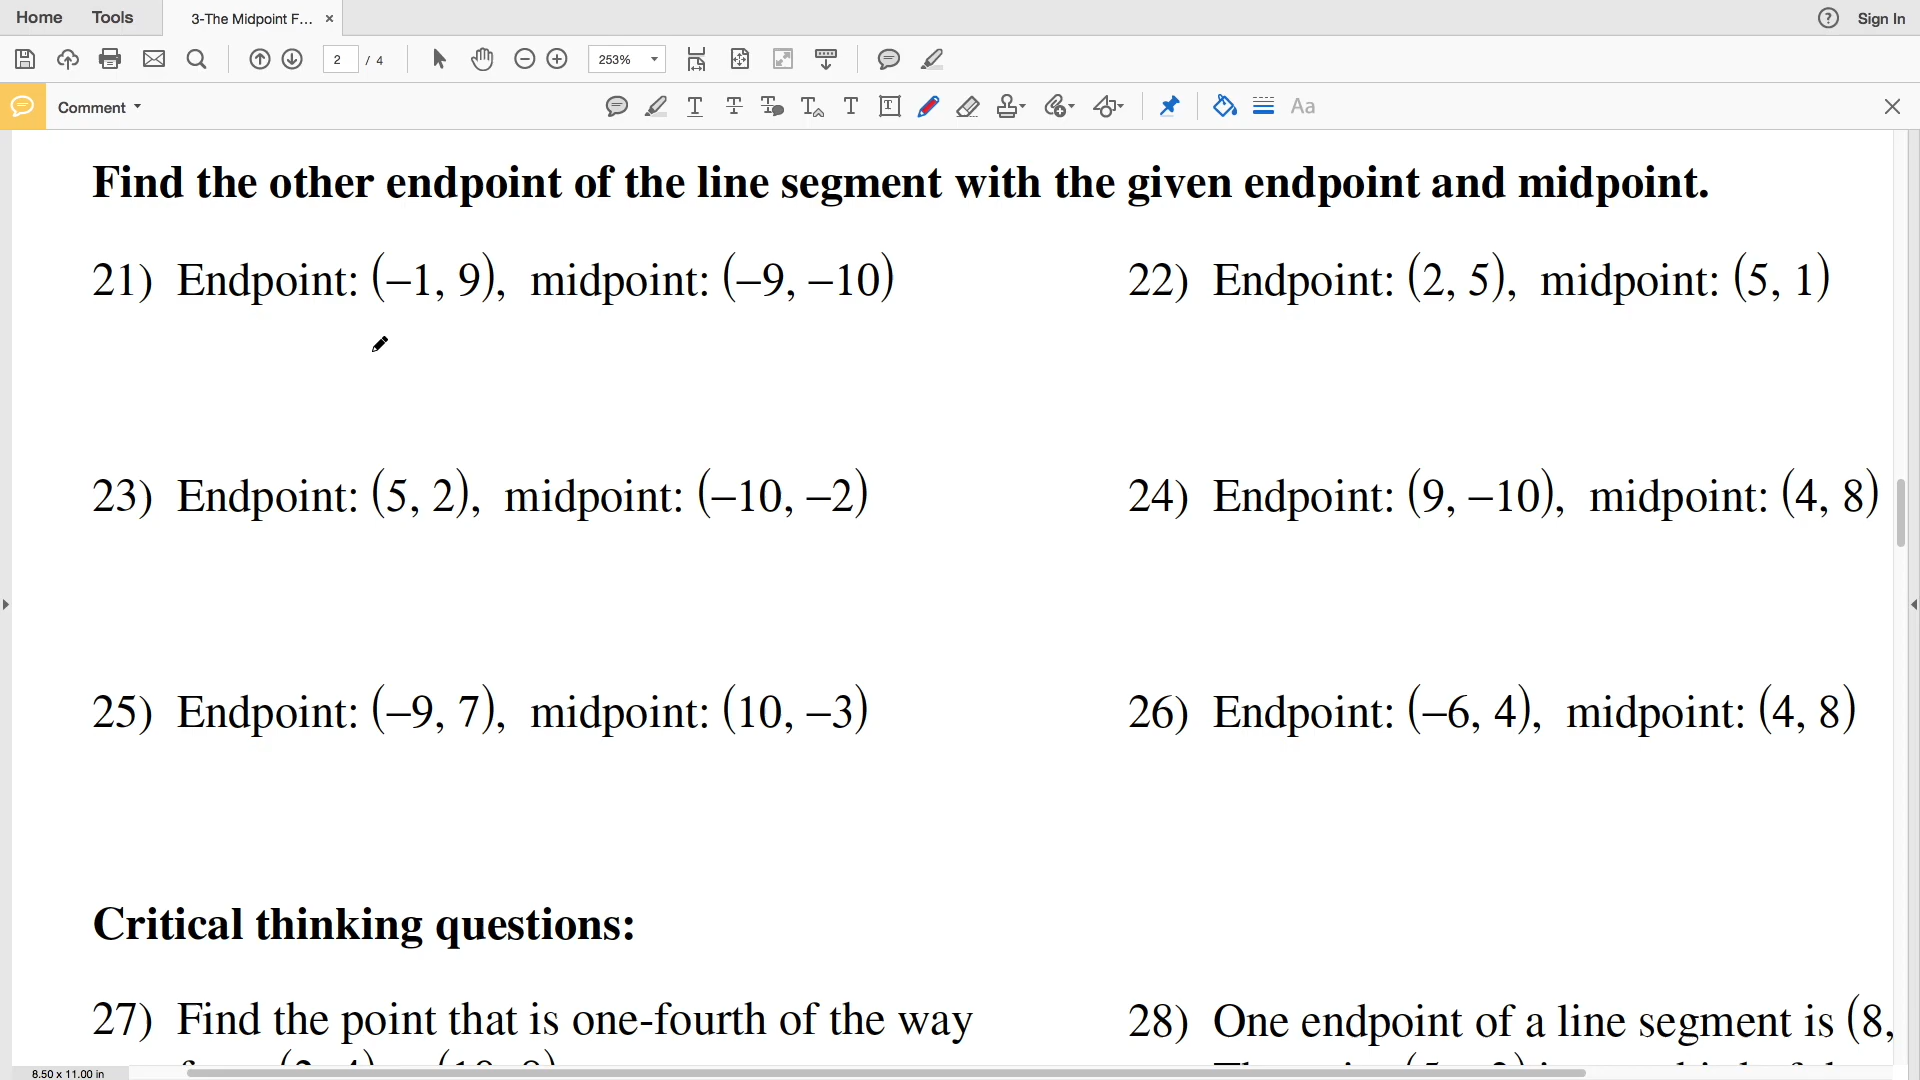 Home Tools 3-The Midpoint F... × ? Sign In
2 / 4 253%
Comment Aa
Find the other endpoint of the line segment with the given endpoint and midpoint.
21) Endpoint: (–1, 9), midpoint: (–9, –10)
22) Endpoint: (2, 5), midpoint: (5, 1)
23) Endpoint: (5, 2), midpoint: (–10, –2)
24) Endpoint: (9, –10), midpoint: (4, 8)
25) Endpoint: (–9, 7), midpoint: (10, –3)
26) Endpoint: (–6, 4), midpoint: (4, 8)
Critical thinking questions:
27) Find the point that is one-fourth of the way
28) One endpoint of a line segment is (8,
8.50 x 11.00 in